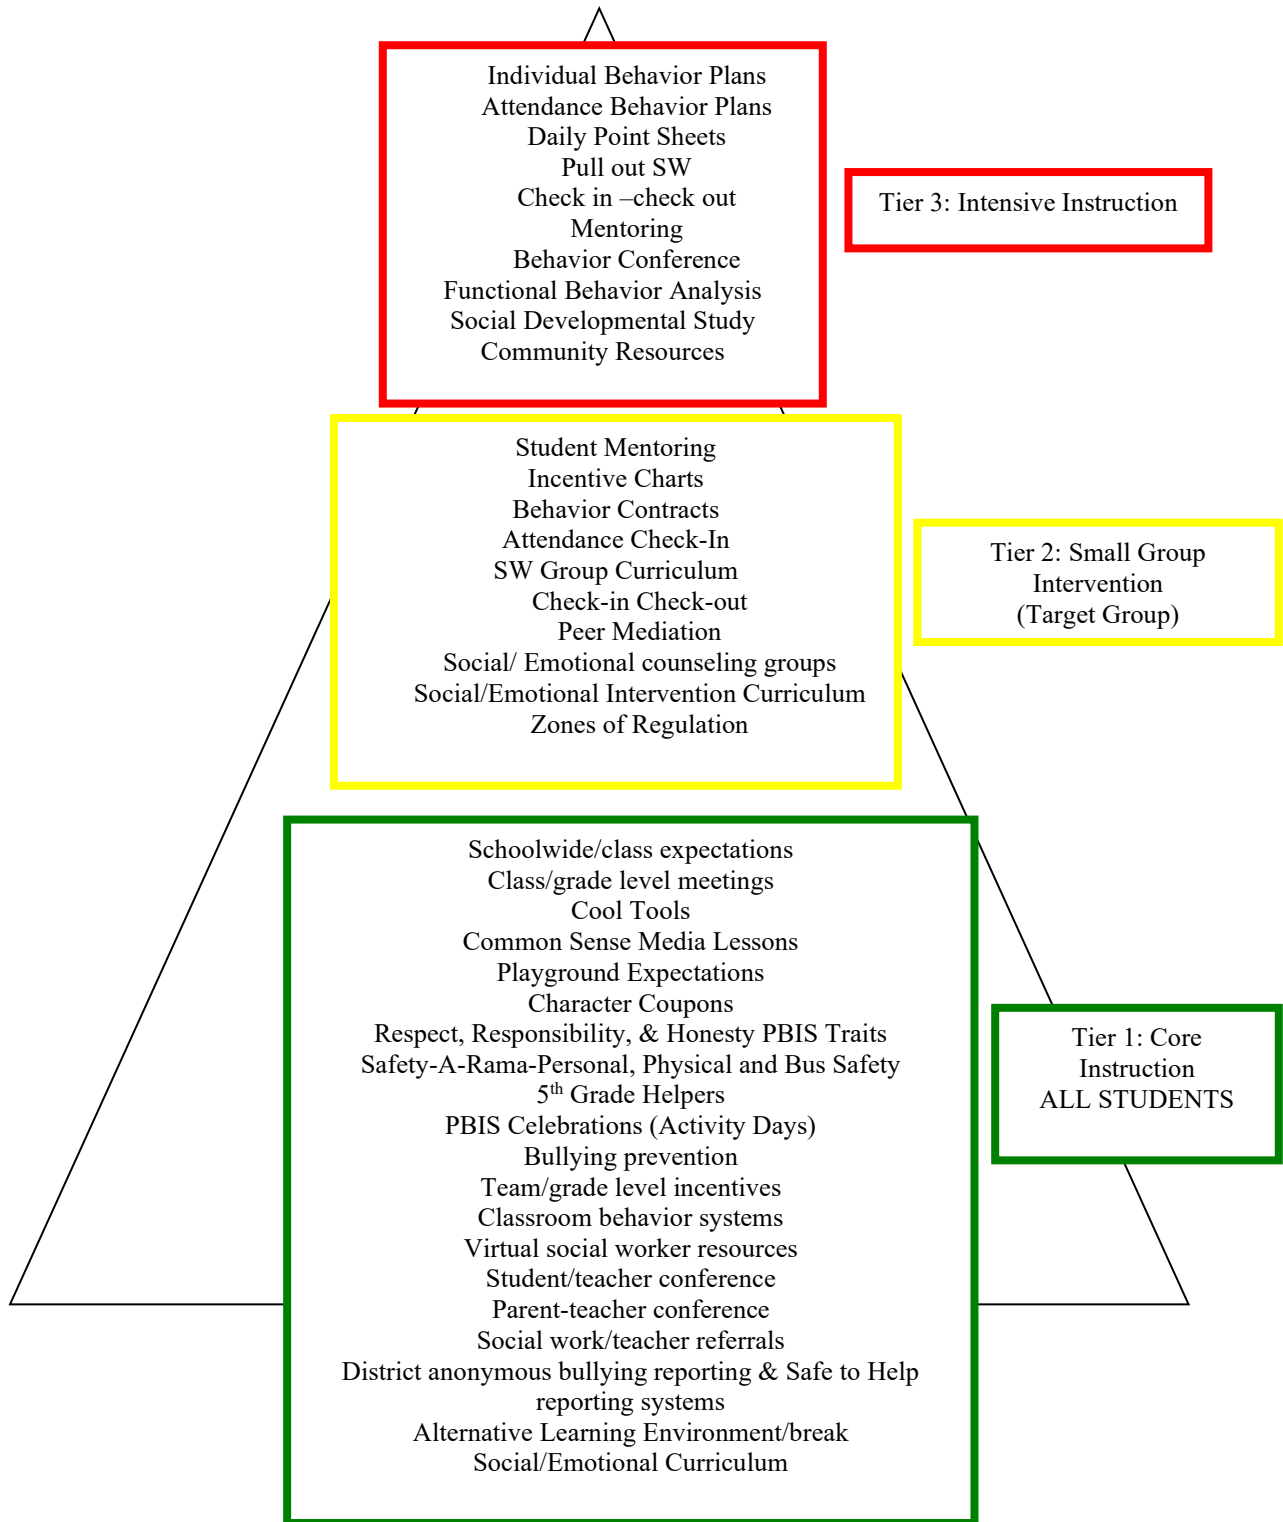 Individual Behavior Plans
Attendance Behavior Plans
Daily Point Sheets
Pull out SW
Check in –check out
Mentoring
Behavior Conference
Functional Behavior Analysis
Social Developmental Study
Community Resources
Tier 3: Intensive Instruction
Student Mentoring
Incentive Charts
Behavior Contracts
Attendance Check-In
SW Group Curriculum
Check-in Check-out
Peer Mediation
Social/ Emotional counseling groups
Social/Emotional Intervention Curriculum
Zones of Regulation
Tier 2: Small Group
Intervention
(Target Group)
Schoolwide/class expectations
Class/grade level meetings
Cool Tools
Common Sense Media Lessons
Playground Expectations
Character Coupons
Respect, Responsibility, & Honesty PBIS Traits
Safety-A-Rama-Personal, Physical and Bus Safety
5th Grade Helpers
PBIS Celebrations (Activity Days)
Bullying prevention
Team/grade level incentives
Classroom behavior systems
Virtual social worker resources
Student/teacher conference
Parent-teacher conference
Social work/teacher referrals
District anonymous bullying reporting & Safe to Help
reporting systems
Alternative Learning Environment/break
Social/Emotional Curriculum
Tier 1: Core
Instruction
ALL STUDENTS